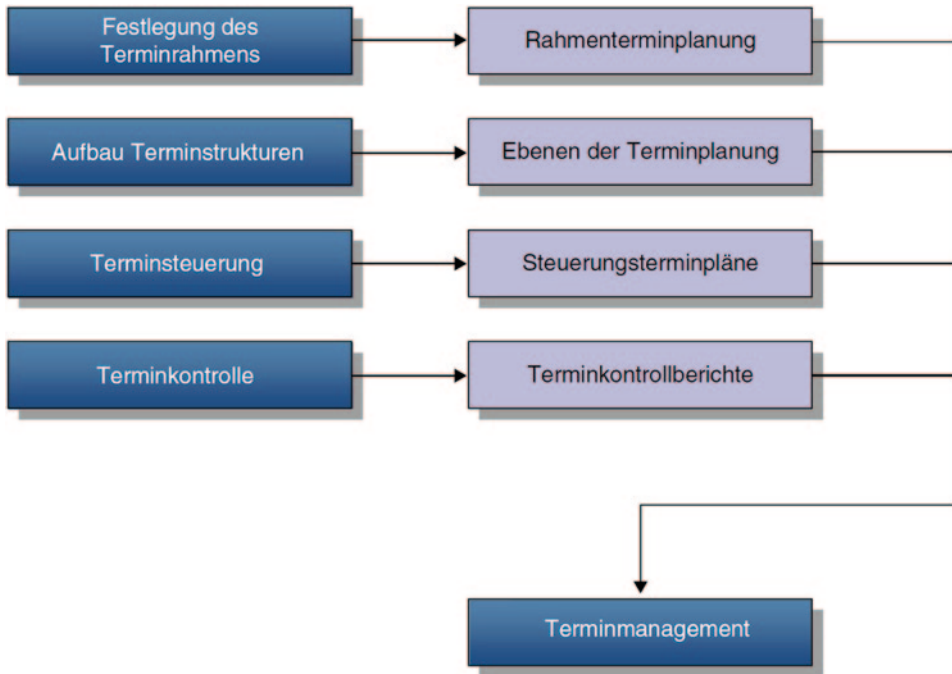 Festlegung des
Terminrahmens
Rahmenterminplanung
Aufbau Terminstrukturen
Ebenen der Terminplanung
Terminsteuerung
Steuerungsterminpläne
Terminkontrolle
Terminkontrollberichte
Terminmanagement